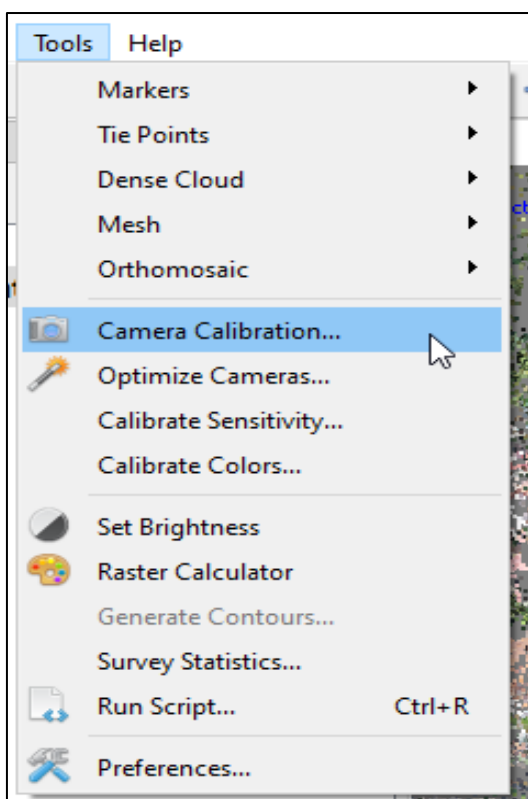 Tools Help
Markers
Tie Points
Dense Cloud
Mesh
Orthomosaic
Camera Calibration...
Optimize Cameras...
Calibrate Sensitivity...
Calibrate Colors...
Set Brightness
Raster Calculator
Generate Contours...
Survey Statistics...
Run Script... Ctrl+R
Preferences...